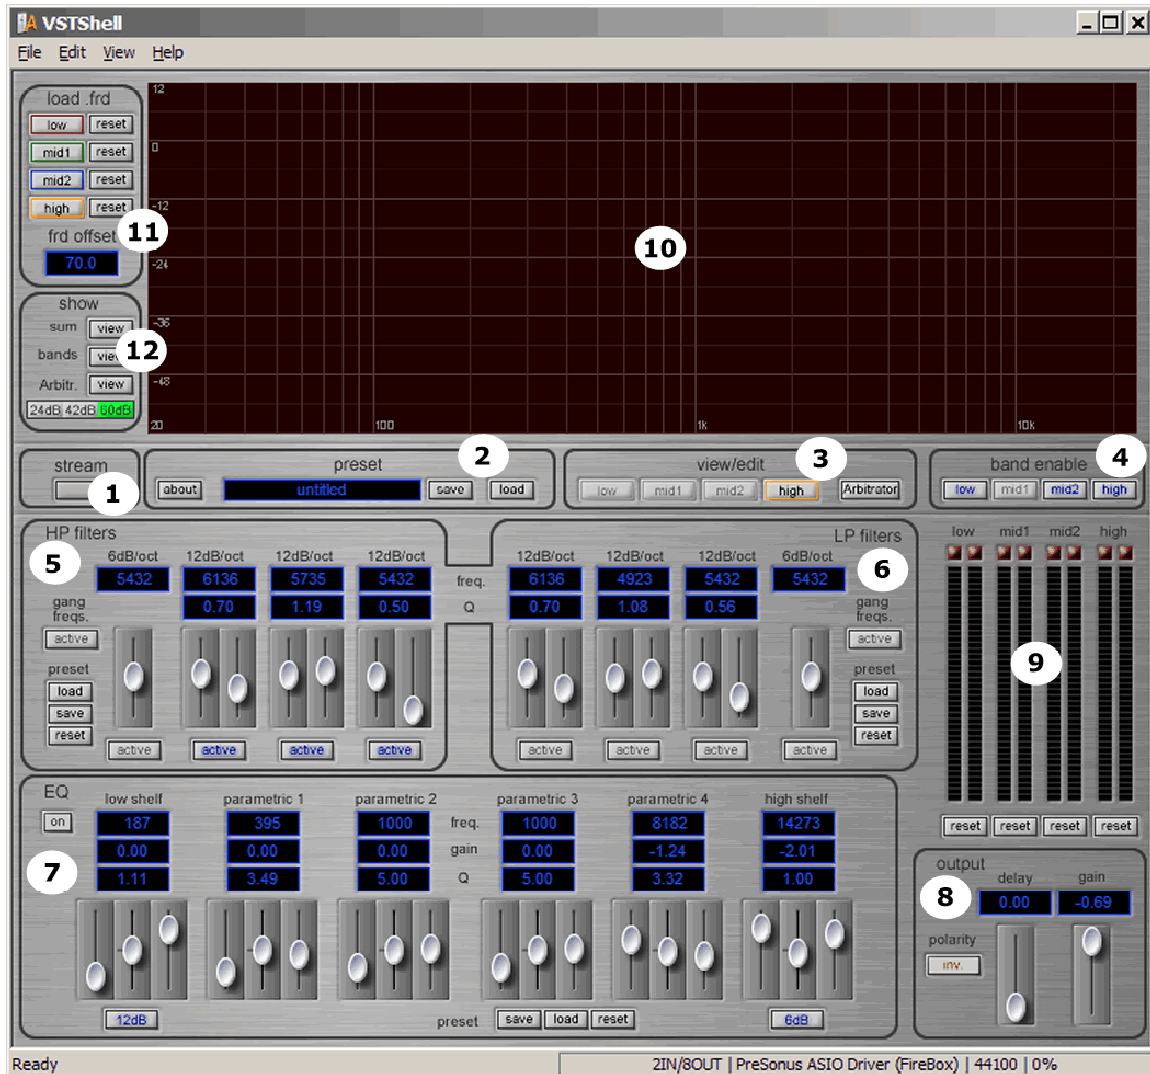 VSTShell
File Edit View Help
load .frd
low reset
mid1 reset
mid2 reset
high reset
frd offset
70.0
11
show
sum view
bands view
12
Arbitr. view
24dB 42dB 60dB
12
0
-12
-24
-36
-48
20 100 1k 10k
10
stream
1
preset
2
about untitled save load
view/edit
3
low mid1 mid2 high Arbitrator
band enable
4
low mid1 mid2 high
HP filters
5
6dB/oct 12dB/oct 12dB/oct 12dB/oct
5432 6136 5735 5432
0.70 1.19 0.50
gang
freqs.
active
preset
load
save
reset
active active active active
freq.
Q
LP filters
6
12dB/oct 12dB/oct 12dB/oct 6dB/oct
6136 4923 5432 5432
0.70 1.08 0.56
gang
freqs.
active
preset
load
save
reset
active active active active
low mid1 mid2 high
9
reset reset reset reset
EQ
on
7
low shelf parametric 1 parametric 2 parametric 3 parametric 4 high shelf
187 395 1000 freq. 1000 8182 14273
0.00 0.00 0.00 gain 0.00 -1.24 -2.01
1.11 3.49 5.00 Q 5.00 3.32 1.00
12dB 6dB
preset save load reset
output
8
delay gain
0.00 -0.69
polarity
inv.
Ready 2IN/8OUT | PreSonus ASIO Driver (FireBox) | 44100 | 0%